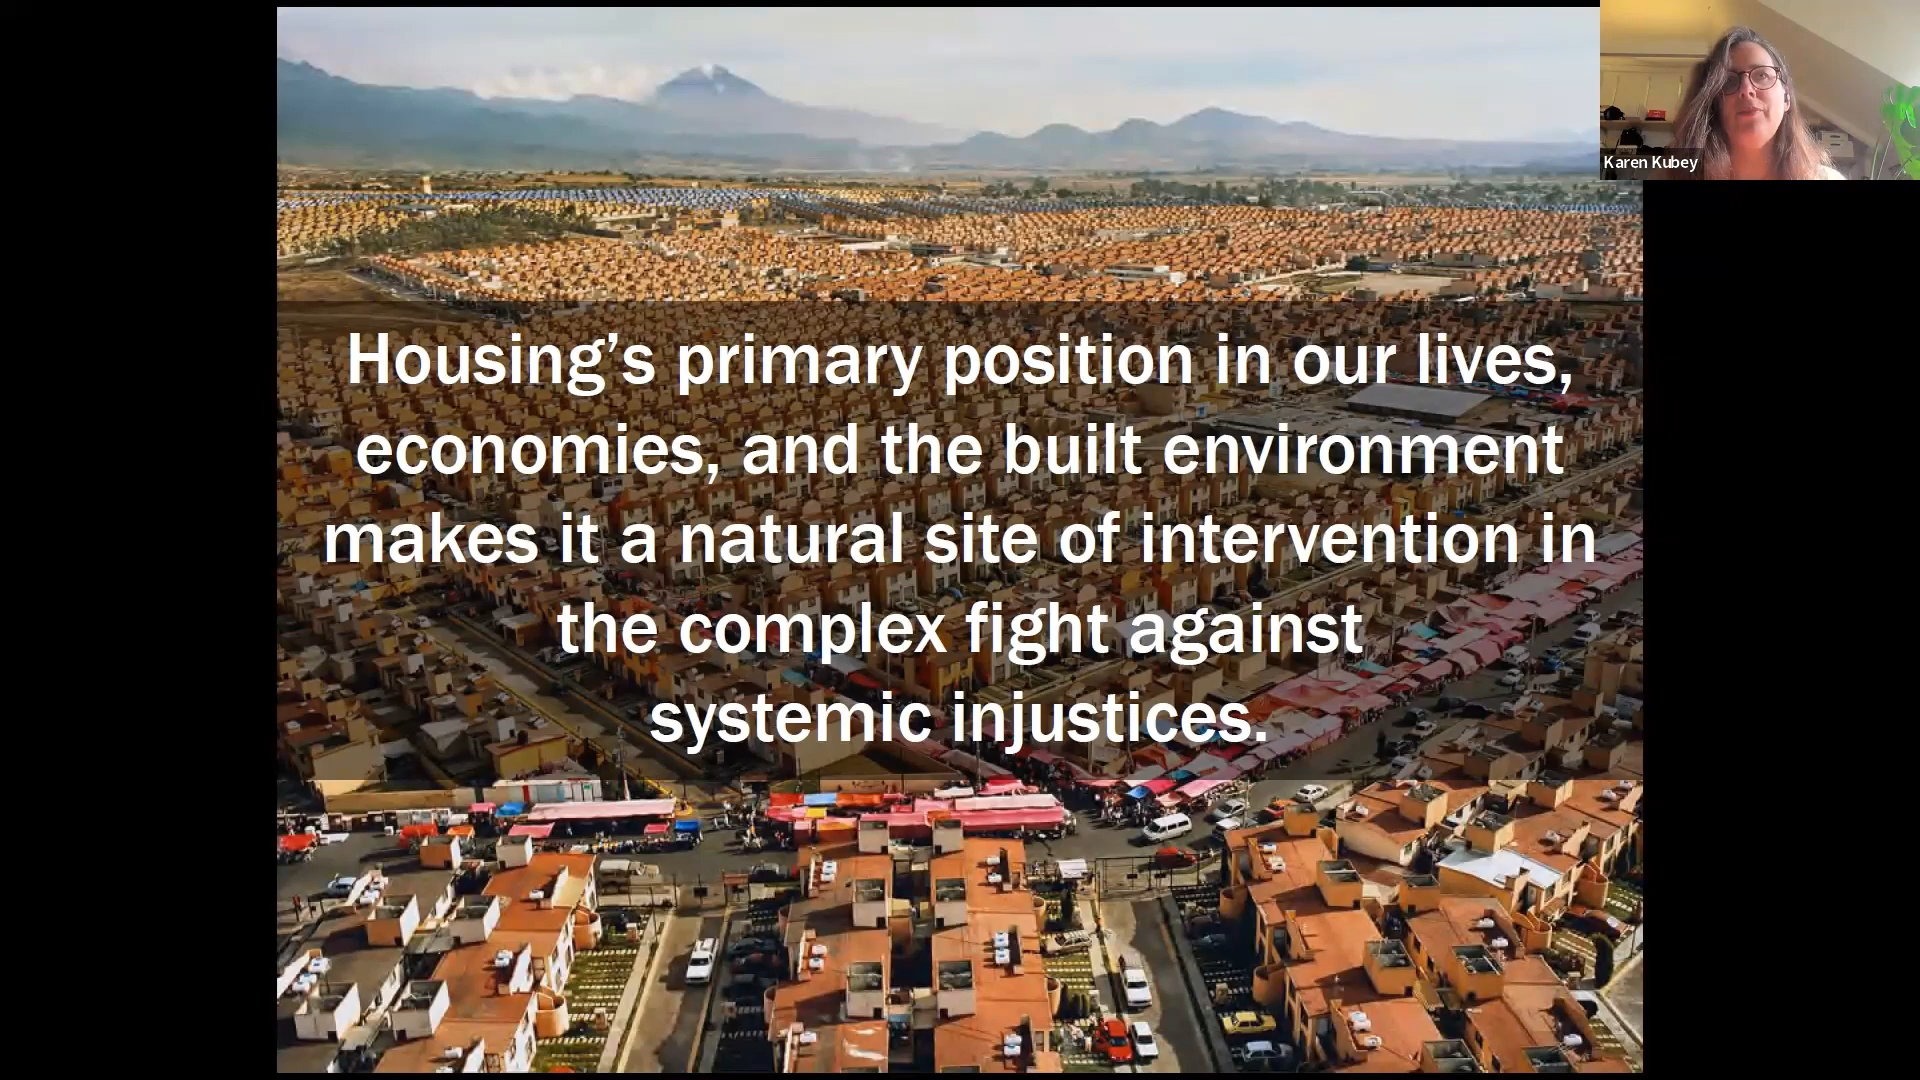 Housing’s primary position in our lives,
economies, and the built environment
makes it a natural site of intervention in
the complex fight against
systemic injustices.
Karen Kubey